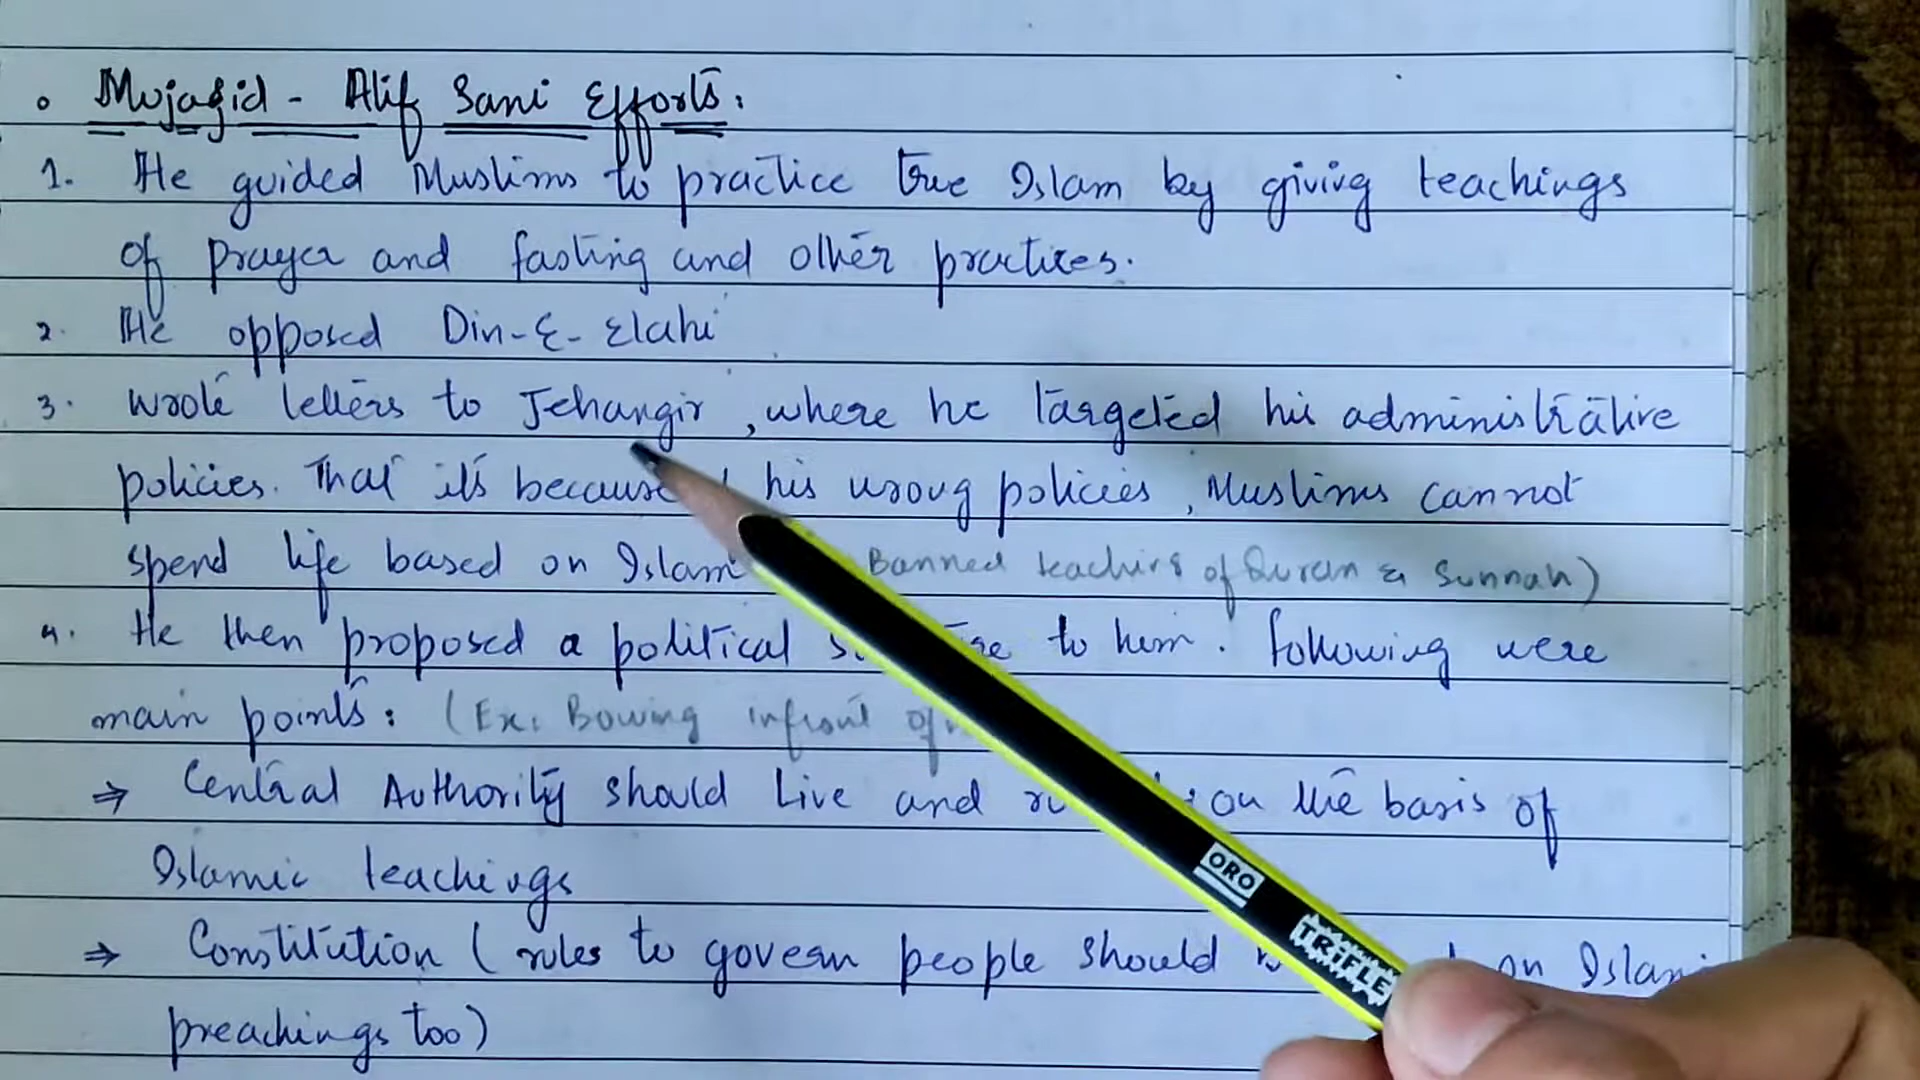 Mujadid - Alif Sani Efforts:
1. He guided Muslims to practice true Islam by giving teachings
of prayer and fasting and other practices.
2. He opposed Din-E-Elahi
3. wrote letters to Jehangir, where he targeted his administrative
policies. That it's because his wrong policies, Muslims cannot
spend life based on Islam Banned teachings of Quran & Sunnah)
4. He then proposed a political to him. Following were
main points: (Ex: Bowing infront of
⇒ Central Authority should Live and on the basis of
Islamic teachings
⇒ Constitution (rules to govern people should on Islam
preachings too)
ORO
TRIFLE